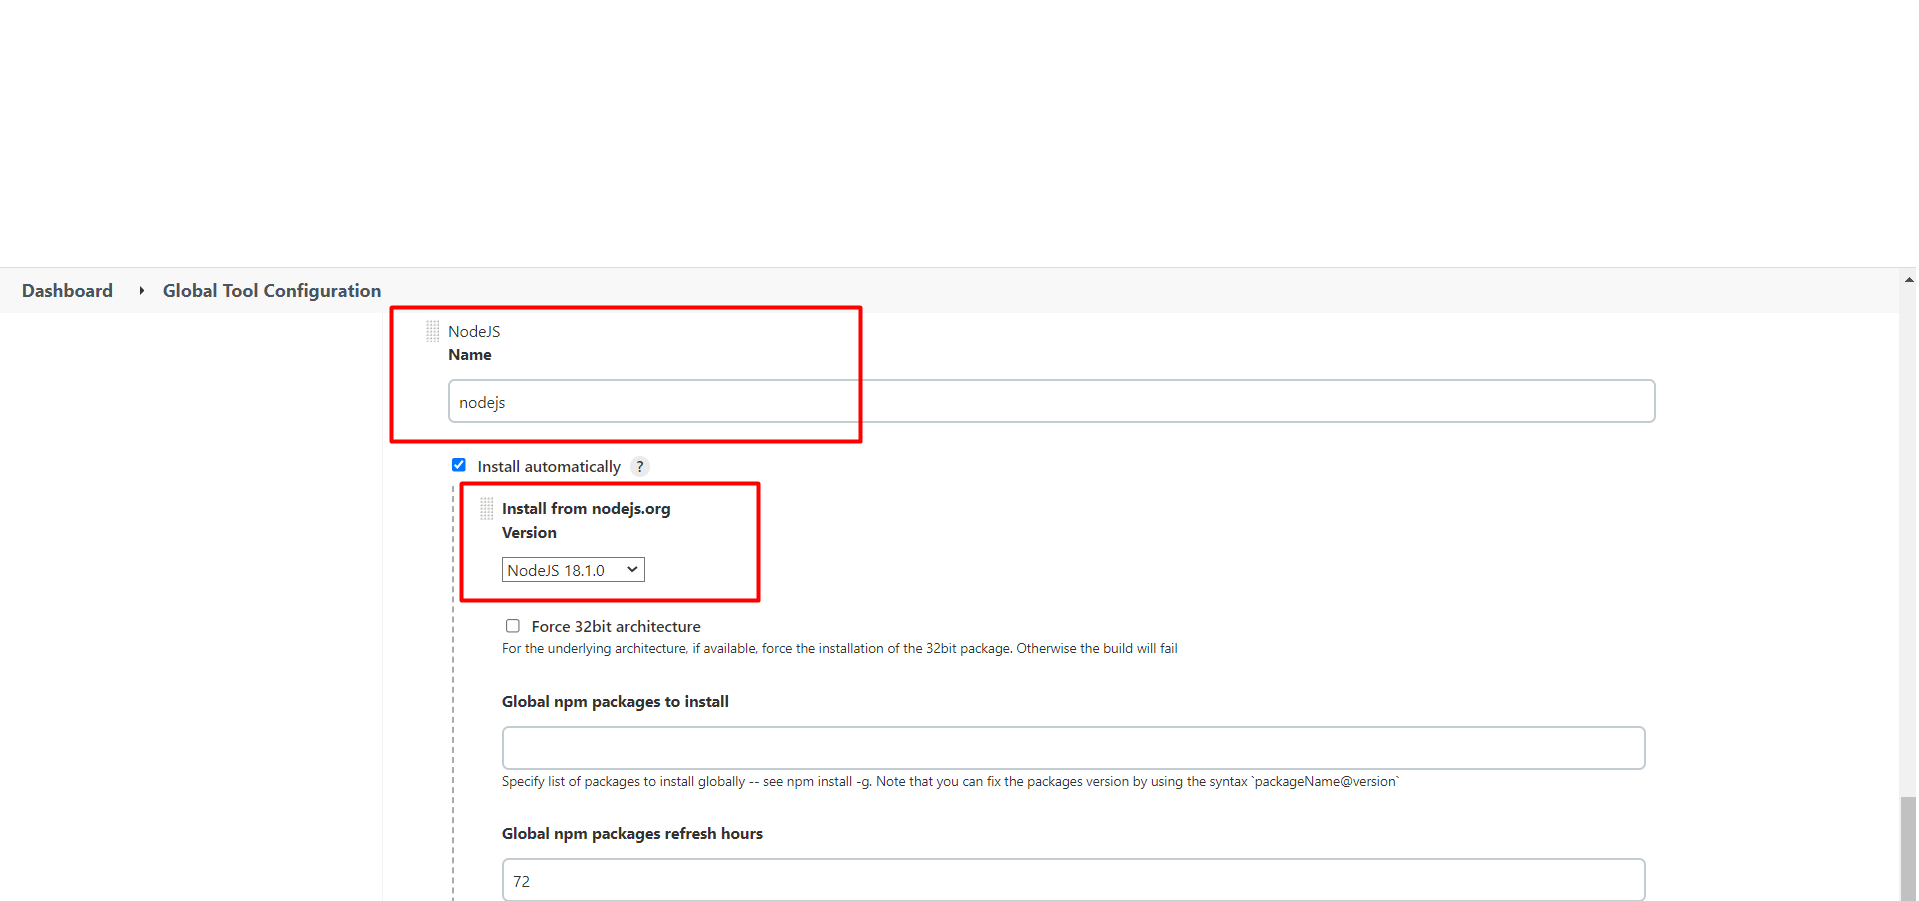 Dashboard Global Tool Configuration
NodeJS
Name
nodejs
Install automatically ?
Install from nodejs.org
Version
NodeJS 18.1.0
Force 32bit architecture
For the underlying architecture, if available, force the installation of the 32bit package. Otherwise the build will fail
Global npm packages to install
Specify list of packages to install globally -- see npm install -g. Note that you can fix the packages version by using the syntax `packageName@version`
Global npm packages refresh hours
72